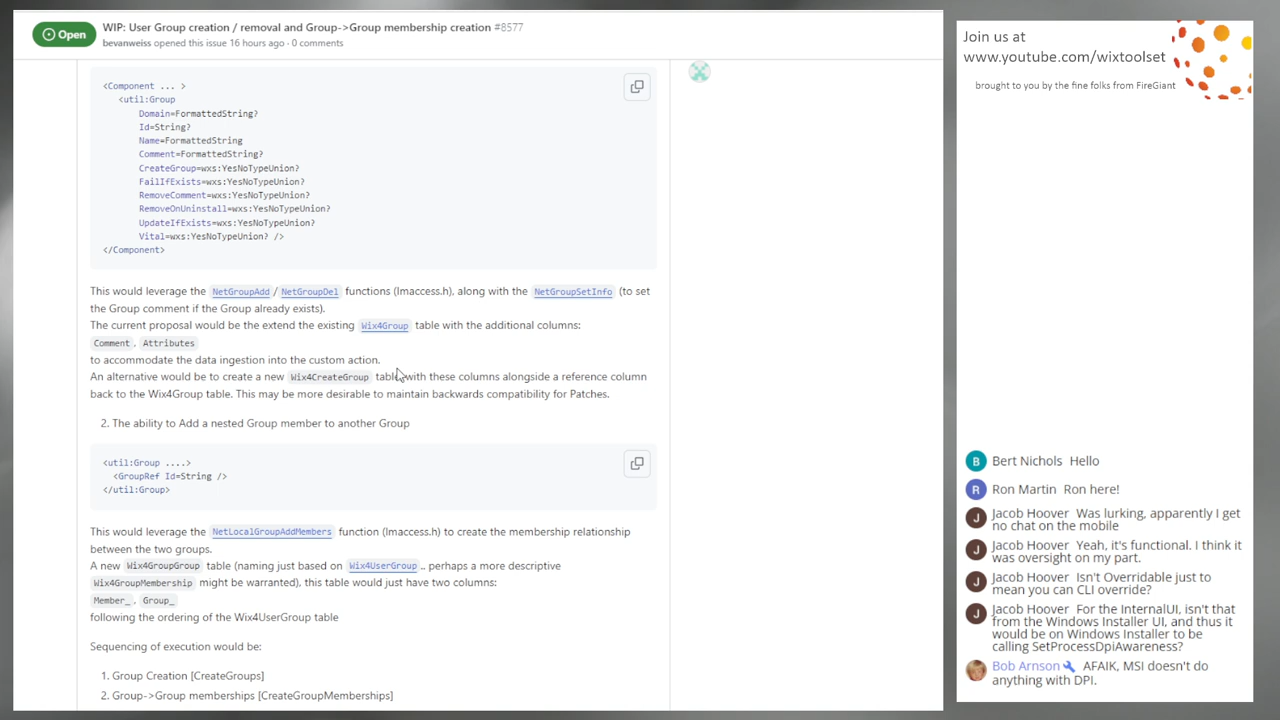 Open
WIP: User Group creation / removal and Group->Group membership creation #8577
bevanweiss opened this issue 16 hours ago · 0 comments
<Component ... >
<util:Group
Domain=FormattedString?
Id=String?
Name=FormattedString
Comment=FormattedString?
CreateGroup=wxs:YesNoTypeUnion?
FailIfExists=wxs:YesNoTypeUnion?
RemoveComment=wxs:YesNoTypeUnion?
RemoveOnUninstall=wxs:YesNoTypeUnion?
UpdateIfExists=wxs:YesNoTypeUnion?
Vital=wxs:YesNoTypeUnion? />
</Component>
This would leverage the NetGroupAdd / NetGroupDel functions (lmaccess.h), along with the NetGroupSetInfo (to set
the Group comment if the Group already exists).
The current proposal would be the extend the existing Wix4Group table with the additional columns:
Comment , Attributes
to accommodate the data ingestion into the custom action.
An alternative would be to create a new Wix4CreateGroup table with these columns alongside a reference column
back to the Wix4Group table. This may be more desirable to maintain backwards compatibility for Patches.
2. The ability to Add a nested Group member to another Group
<util:Group ....>
<GroupRef Id=String />
</util:Group>
This would leverage the NetLocalGroupAddMembers function (lmaccess.h) to create the membership relationship
between the two groups.
A new Wix4GroupGroup table (naming just based on Wix4UserGroup .. perhaps a more descriptive
Wix4GroupMembership might be warranted), this table would just have two columns:
Member_ , Group_
following the ordering of the Wix4UserGroup table
Sequencing of execution would be:
1. Group Creation [CreateGroups]
2. Group->Group memberships [CreateGroupMemberships]
Join us at
www.youtube.com/wixtoolset
brought to you by the fine folks from FireGiant
B Bert Nichols Hello
R Ron Martin Ron here!
J Jacob Hoover Was lurking, apparently I get
no chat on the mobile
J Jacob Hoover Yeah, it's functional. I think it
was oversight on my part.
J Jacob Hoover Isn't Overridable just to
mean you can CLI override?
J Jacob Hoover For the InternalUI, isn't that
from the Windows Installer UI, and thus it
would be on Windows Installer to be
calling SetProcessDpiAwareness?
Bob Arnson AFAIK, MSI doesn't do
anything with DPI.